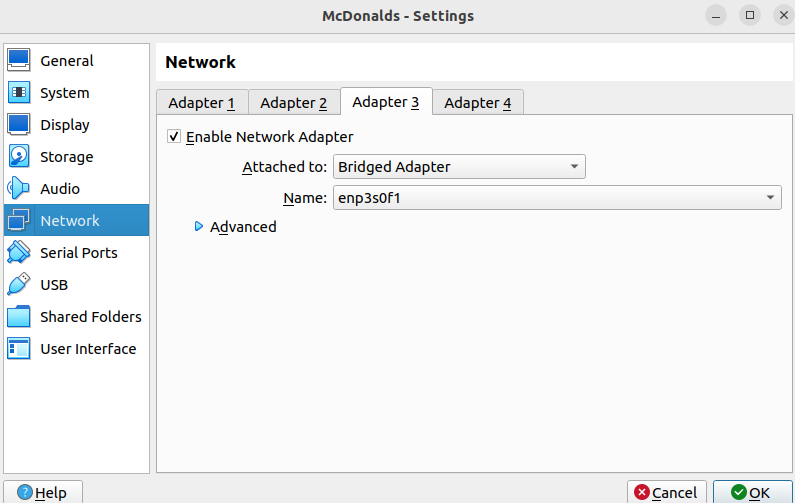 McDonalds - Settings
General
System
Display
Storage
Audio
Network
Serial Ports
USB
Shared Folders
User Interface
Network
Adapter 1 Adapter 2 Adapter 3 Adapter 4
Enable Network Adapter
Attached to: Bridged Adapter
Name: enp3s0f1
Advanced
Help Cancel OK